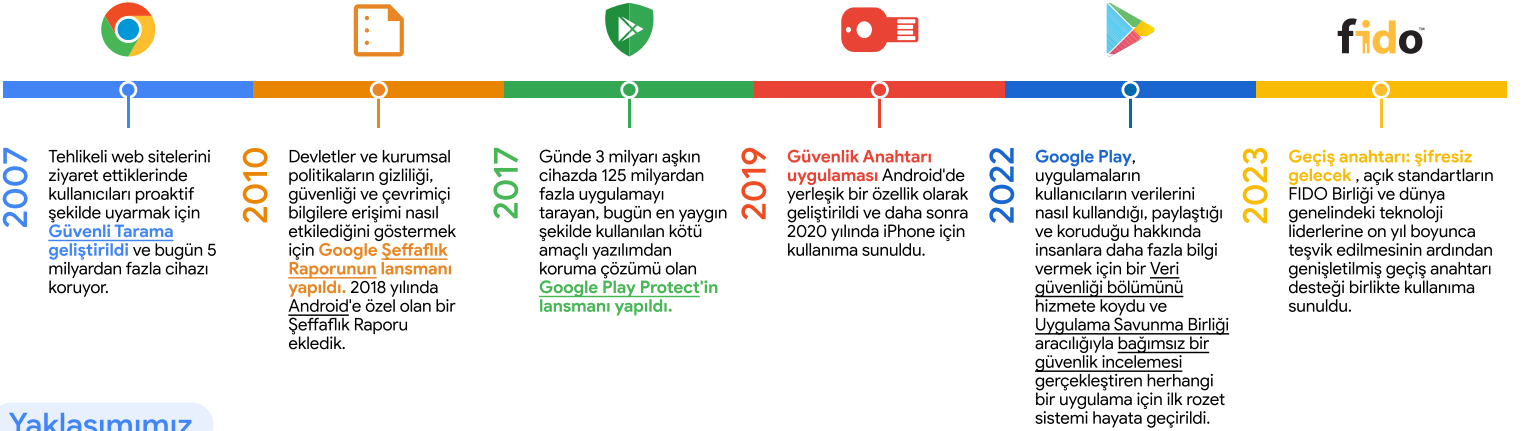 fido™
2007
Tehlikeli web sitelerini
ziyaret ettiklerinde
kullanıcıları proaktif
şekilde uyarmak için
Güvenli Tarama
geliştirildi ve bugün 5
milyardan fazla cihazı
koruyor.
2010
Devletler ve kurumsal
politikaların gizliliği,
güvenliği ve çevrimiçi
bilgilere erişimi nasıl
etkilediğini göstermek
için Google Şeffaflık
Raporunun lansmanı
yapıldı. 2018 yılında
Android'e özel olan bir
Şeffaflık Raporu
ekledik.
2017
Günde 3 milyarı aşkın
cihazda 125 milyardan
fazla uygulamayı
tarayan, bugün en yaygın
şekilde kullanılan kötü
amaçlı yazılımdan
koruma çözümü olan
Google Play Protect'in
lansmanı yapıldı.
2019
Güvenlik Anahtarı
uygulaması Android'de
yerleşik bir özellik olarak
geliştirildi ve daha sonra
2020 yılında iPhone için
kullanıma sunuldu.
2022
Google Play,
uygulamaların
kullanıcıların verilerini
nasıl kullandığı, paylaştığı
ve koruduğu hakkında
insanlara daha fazla bilgi
vermek için bir Veri
güvenliği bölümünü
hizmete koydu ve
Uygulama Savunma Birliği
aracılığıyla bağımsız bir
güvenlik incelemesi
gerçekleştiren herhangi
bir uygulama için ilk rozet
sistemi hayata geçirildi.
2023
Geçiş anahtarı: şifresiz
gelecek , açık standartların
FIDO Birliği ve dünya
genelindeki teknoloji
liderlerine on yıl boyunca
teşvik edilmesinin ardından
genişletilmiş geçiş anahtarı
desteği birlikte kullanıma
sunuldu.
Yaklaşımımız